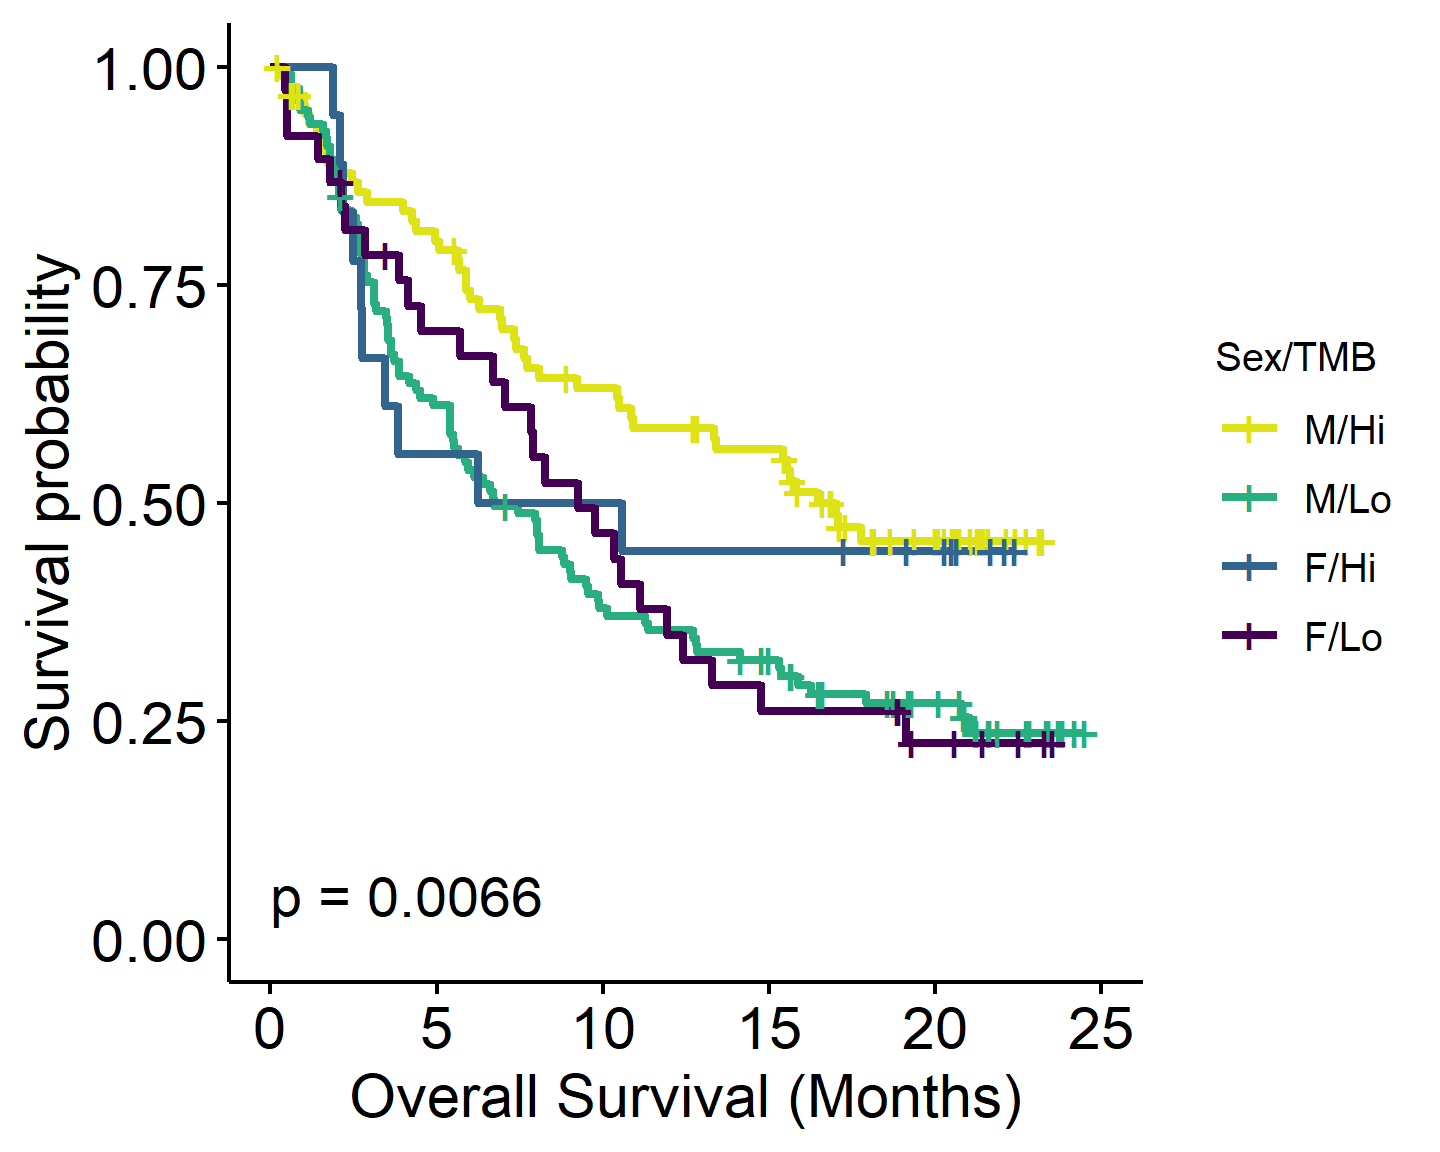 Survival probability
1.00
0.75
0.50
0.25
0.00
p = 0.0066
0 5 10 15 20 25
Overall Survival (Months)
Sex/TMB
M/Hi
M/Lo
F/Hi
F/Lo